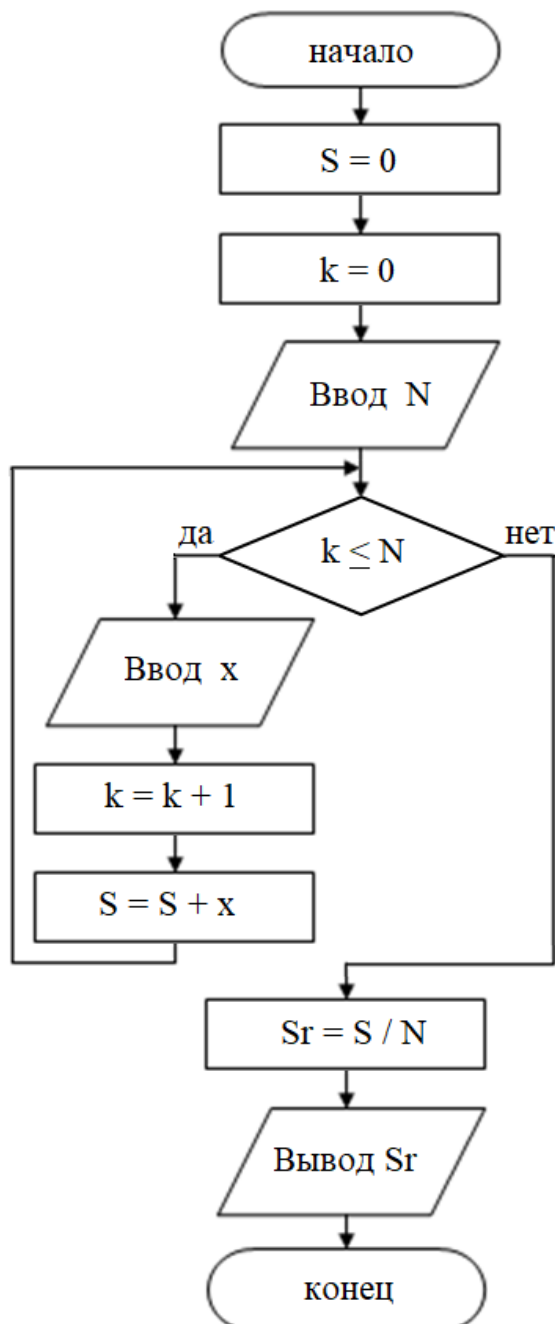 начало
S = 0
k = 0
Ввод N
да
k ≤ N
нет
Ввод x
k = k + 1
S = S + x
Sr = S / N
Вывод Sr
конец